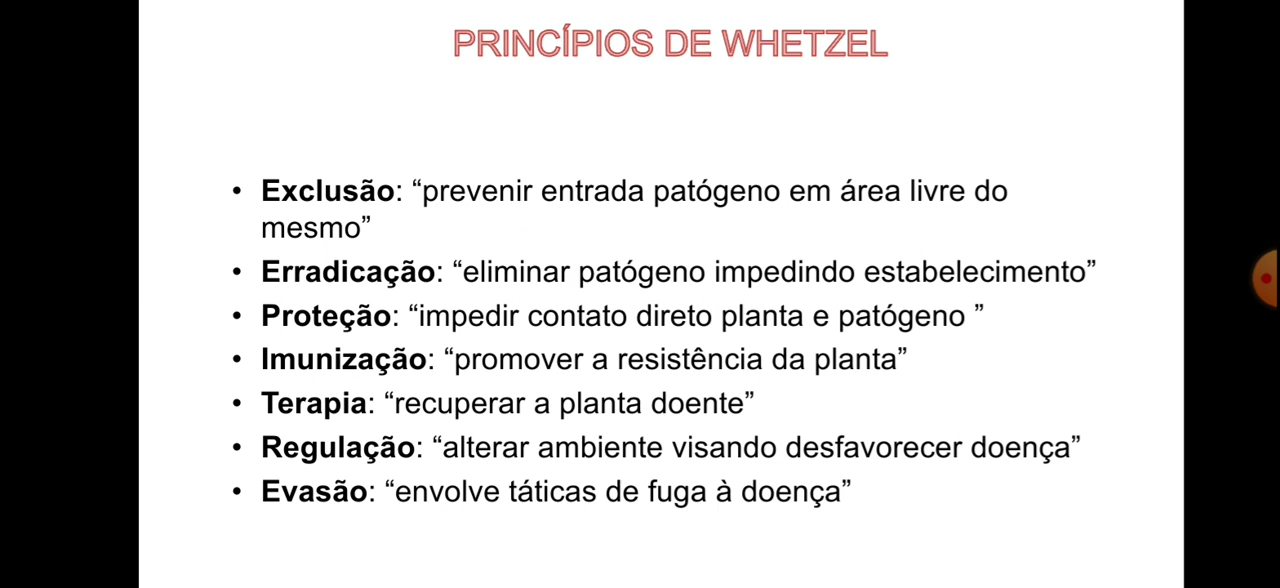 PRINCÍPIOS DE WHETZEL
• Exclusão: “prevenir entrada patógeno em área livre do
mesmo”
• Erradicação: “eliminar patógeno impedindo estabelecimento”
• Proteção: “impedir contato direto planta e patógeno ”
• Imunização: “promover a resistência da planta”
• Terapia: “recuperar a planta doente”
• Regulação: “alterar ambiente visando desfavorecer doença”
• Evasão: “envolve táticas de fuga à doença”